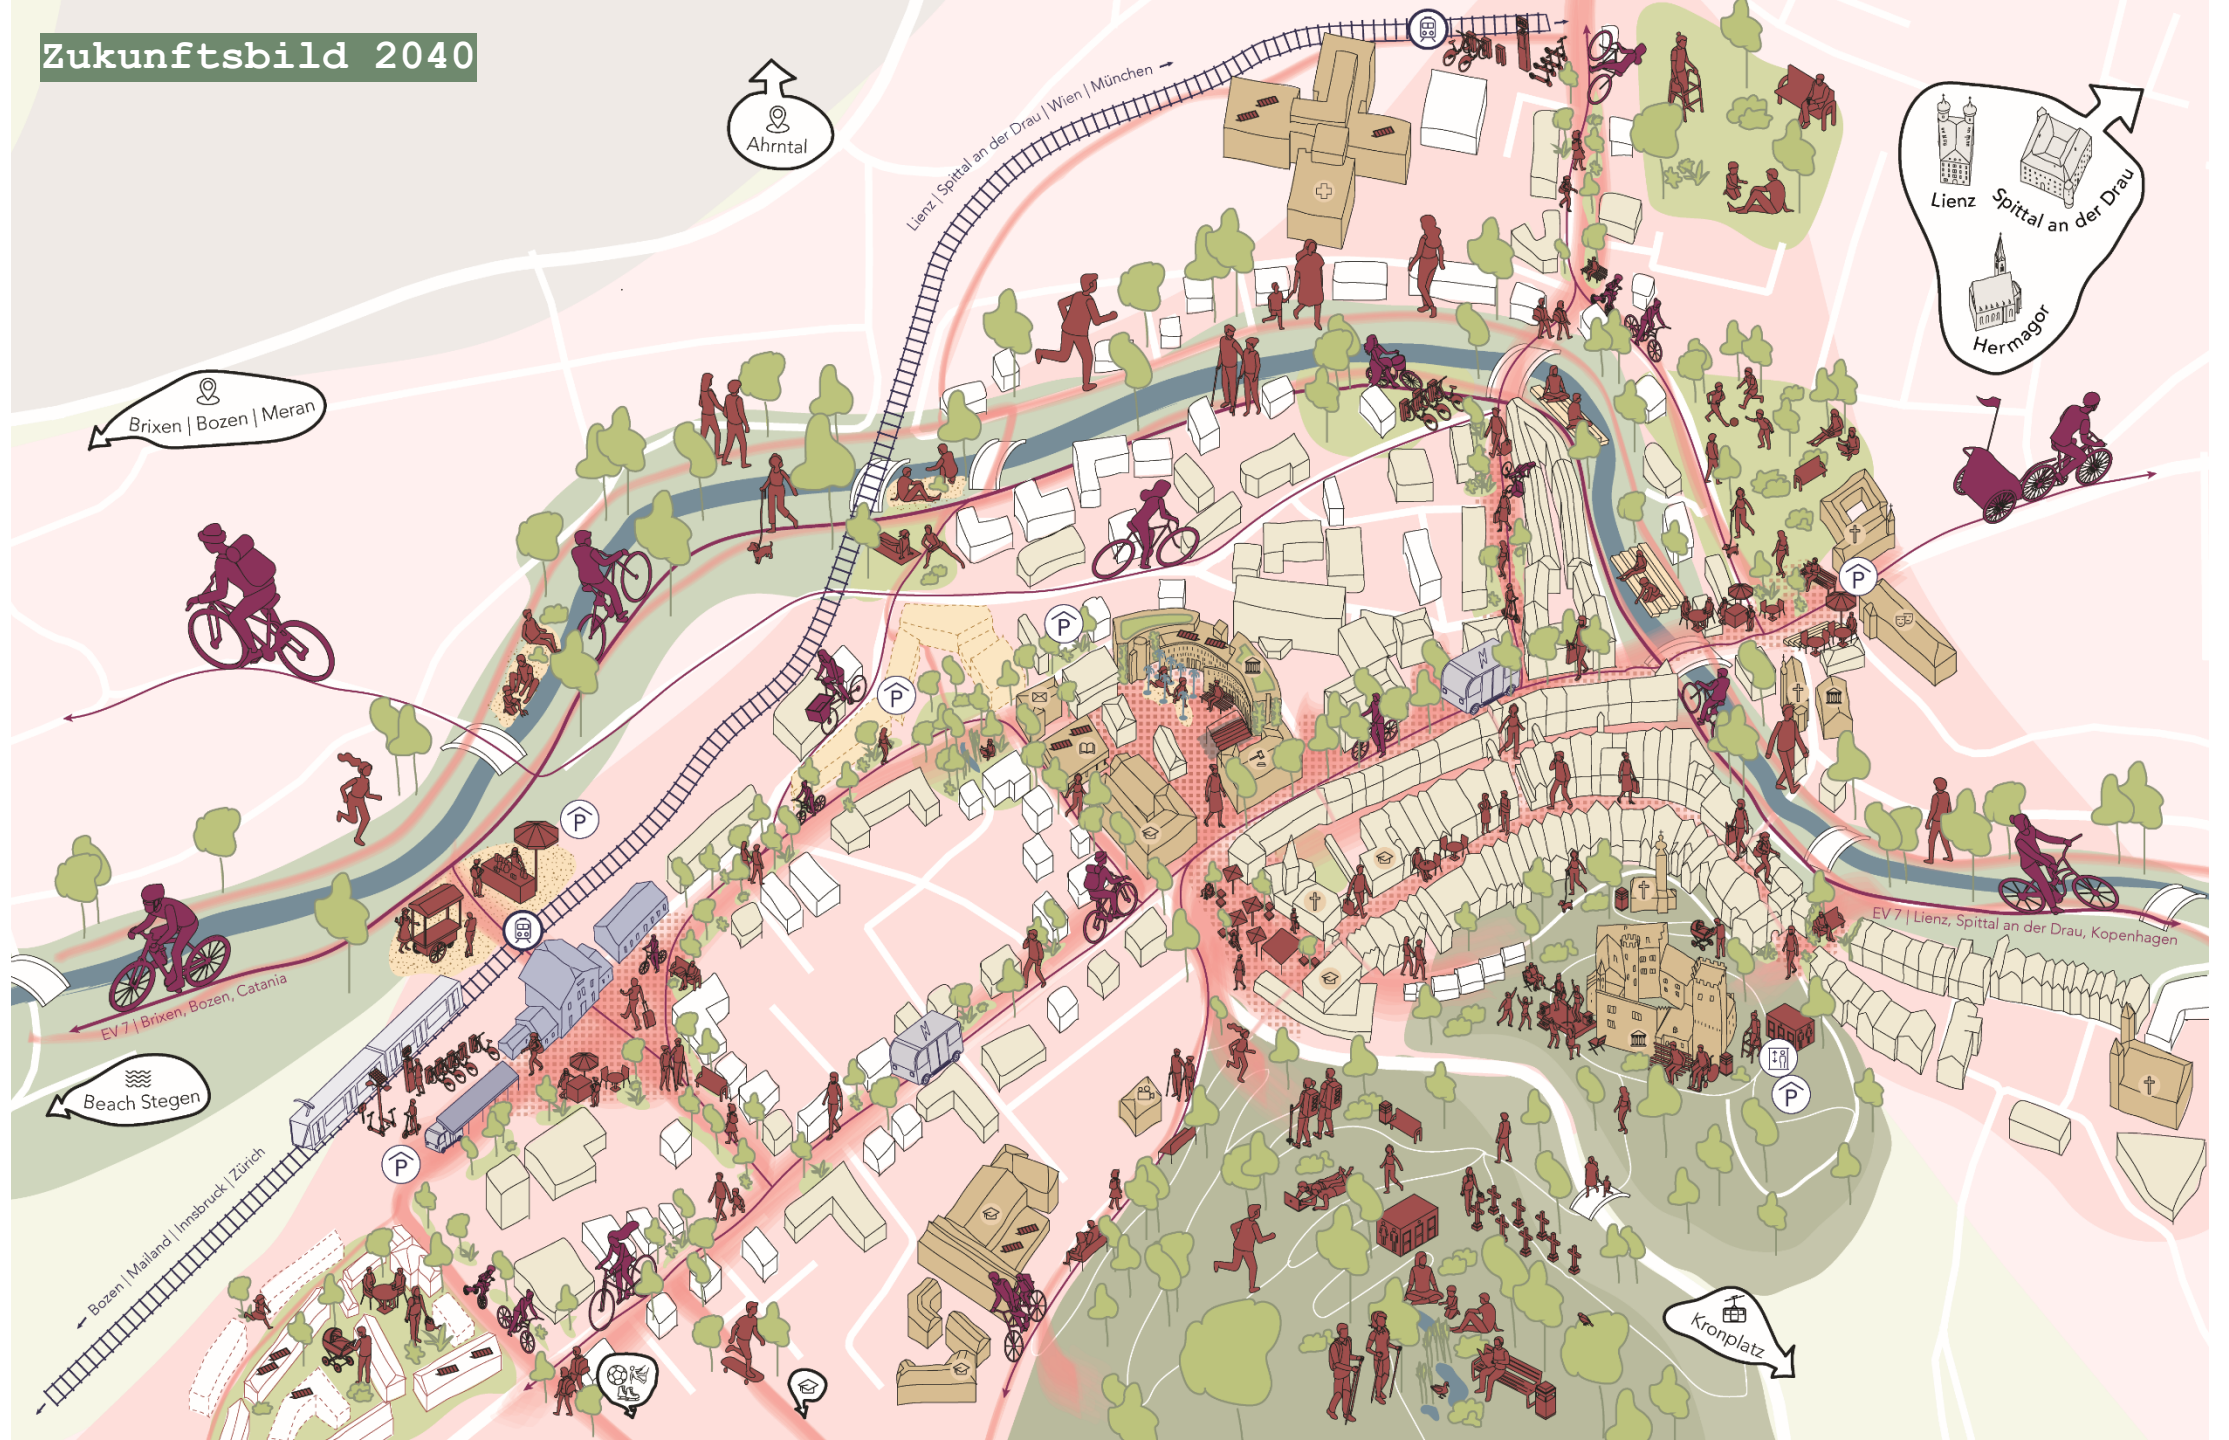 Zukunftsbild 2040
Lienz | Spittal an der Drau | Wien | München
Ahrntal
Lienz
Spittal an der Drau
Hermagor
Brixen | Bozen | Meran
P
P
P
P
EV 7 | Lienz, Spittal an der Drau, Kopenhagen
EV 7 | Brixen, Bozen, Catania
Beach Stegen
P
P
Bozen | Mailand | Innsbruck | Zürich
Kronplatz